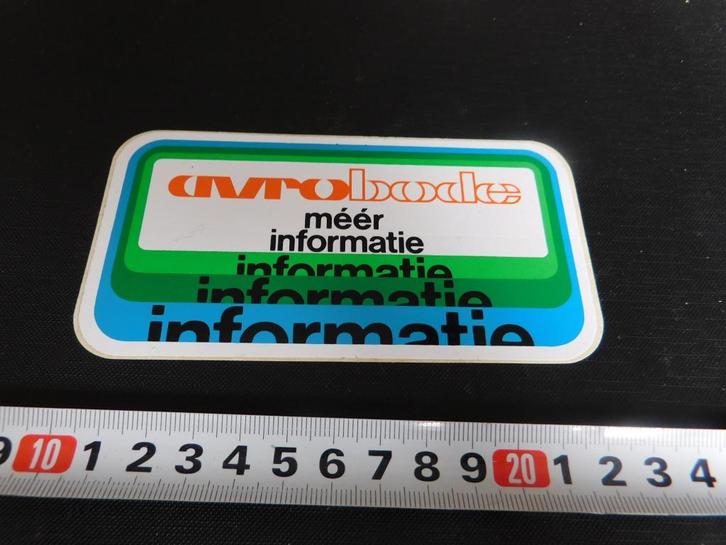 avrobode
méér
informatie
informatie
informatie
informatie
9 10 1 2 3 4 5 6 7 8 9 20 1 2 3 4